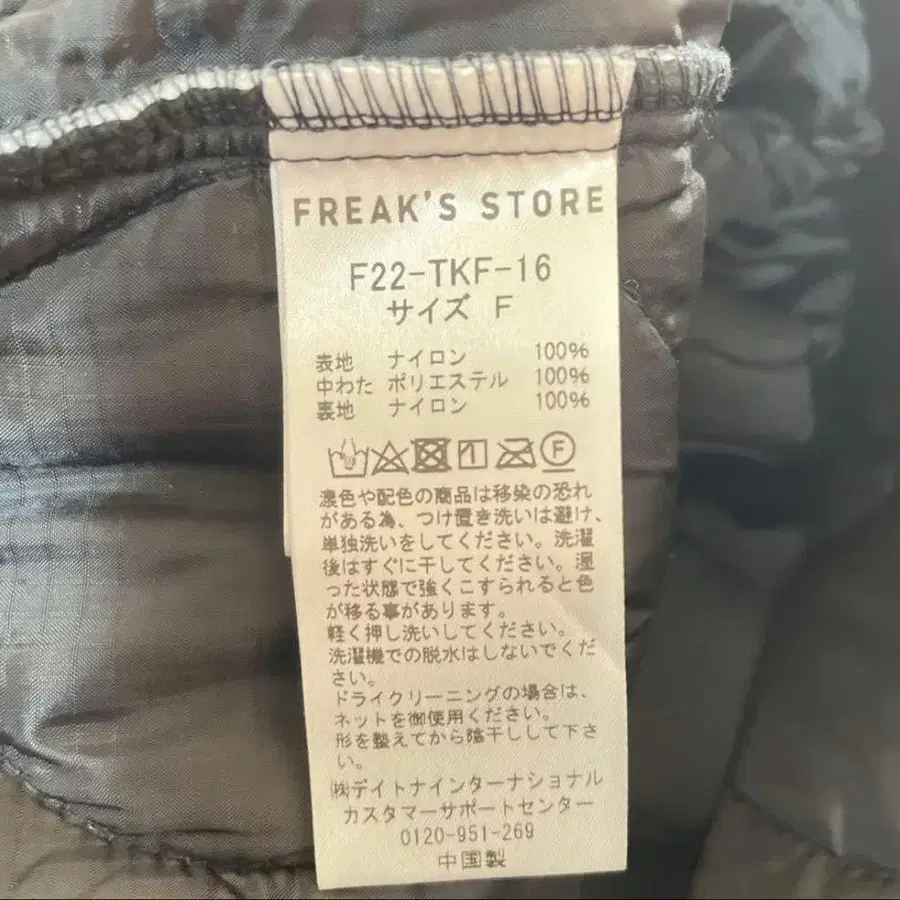 FREAK'S STORE
F22-TKF-16
サイズ F
表地 ナイロン 100%
中わた ポリエステル 100%
裏地 ナイロン 100%
F
濃色や配色の商品は移染の恐れ
がある為、つけ置き洗いは避け、
単独洗いをしてください。洗濯
後はすぐに干してください。湿
った状態で強くこすられると色
が移る事があります。
軽く押し洗いしてください。
洗濯機での脱水はしないでくだ
さい。
ドライクリーニングの場合は、
ネットを御使用ください。
形を整えてから陰干しして下さ
い。
㈱デイトナインターナショナル
カスタマーサポートセンター
0120-951-269
中国製